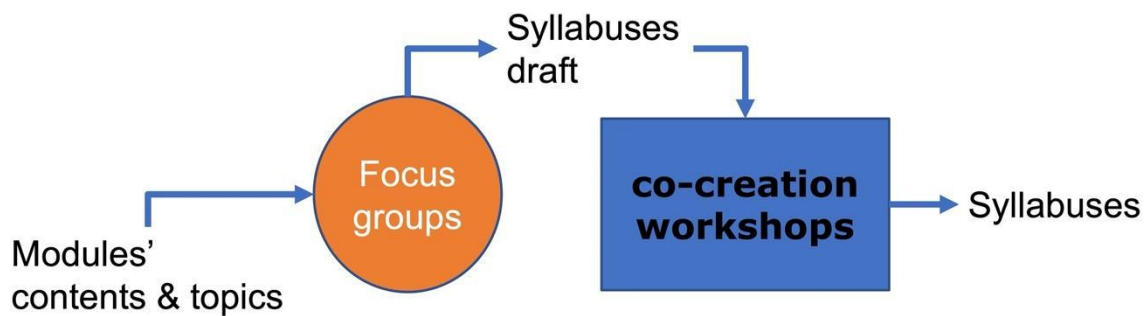 Modules’
contents & topics
Focus
groups
Syllabuses
draft
co-creation
workshops
Syllabuses